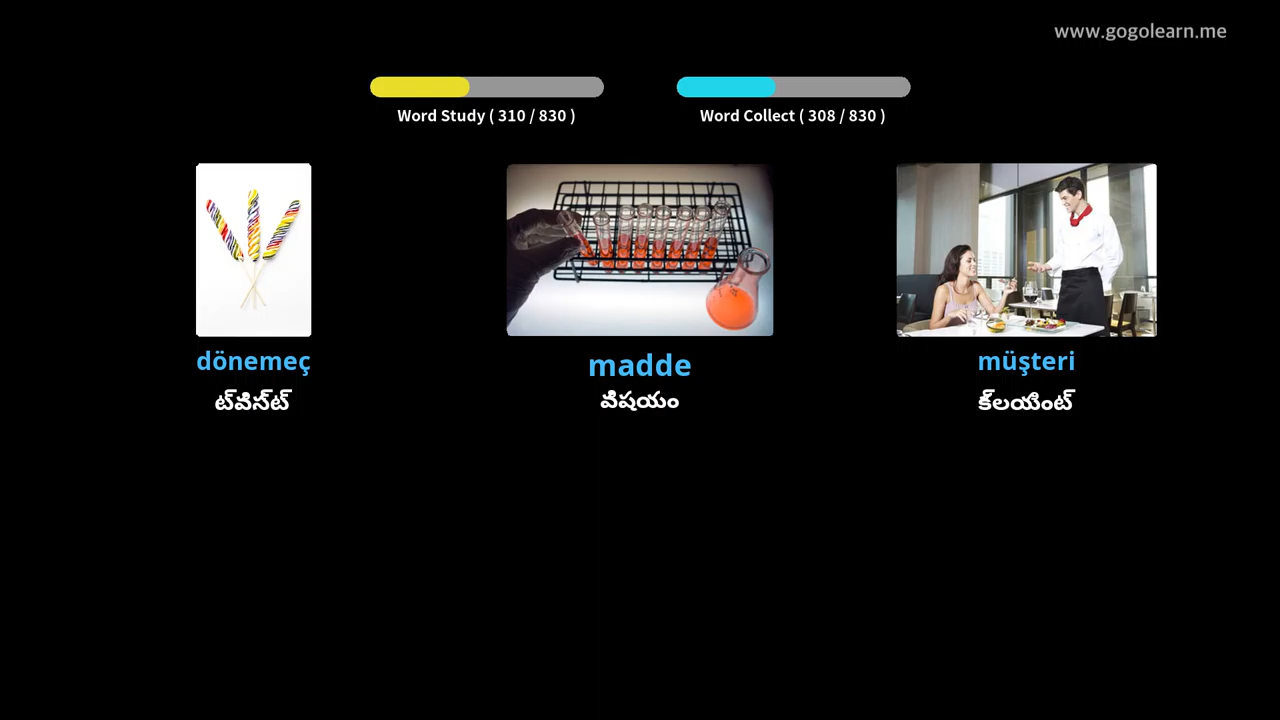 www.gogolearn.me
Word Study ( 310 / 830 )
Word Collect ( 308 / 830 )
dönemeç
madde
müşteri
ట్‌విస్‌ట్
విషయం
క్‌లయింట్